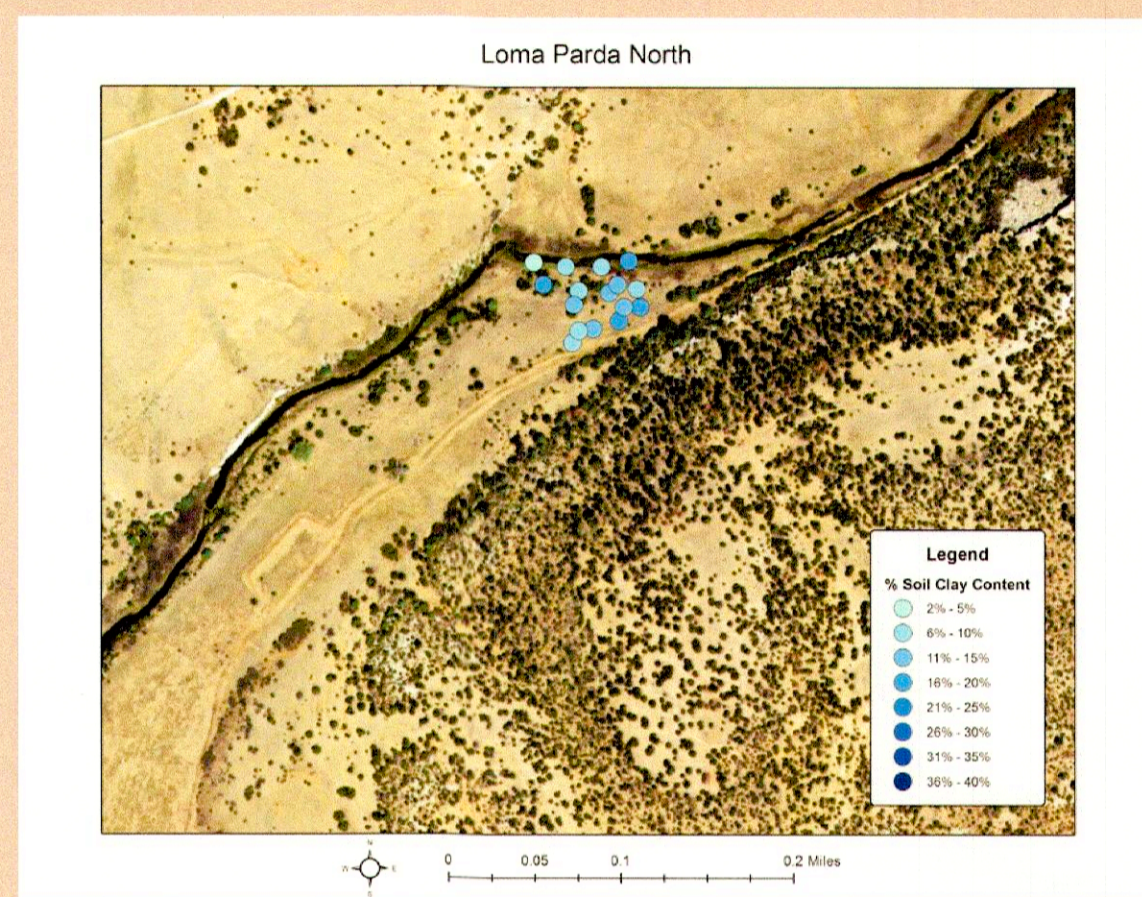 Loma Parda North
Legend
% Soil Clay Content
2% - 5%
6% - 10%
11% - 15%
16% - 20%
21% - 25%
26% - 30%
31% - 35%
36% - 40%
N
W E
S
0 0.05 0.1 0.2 Miles